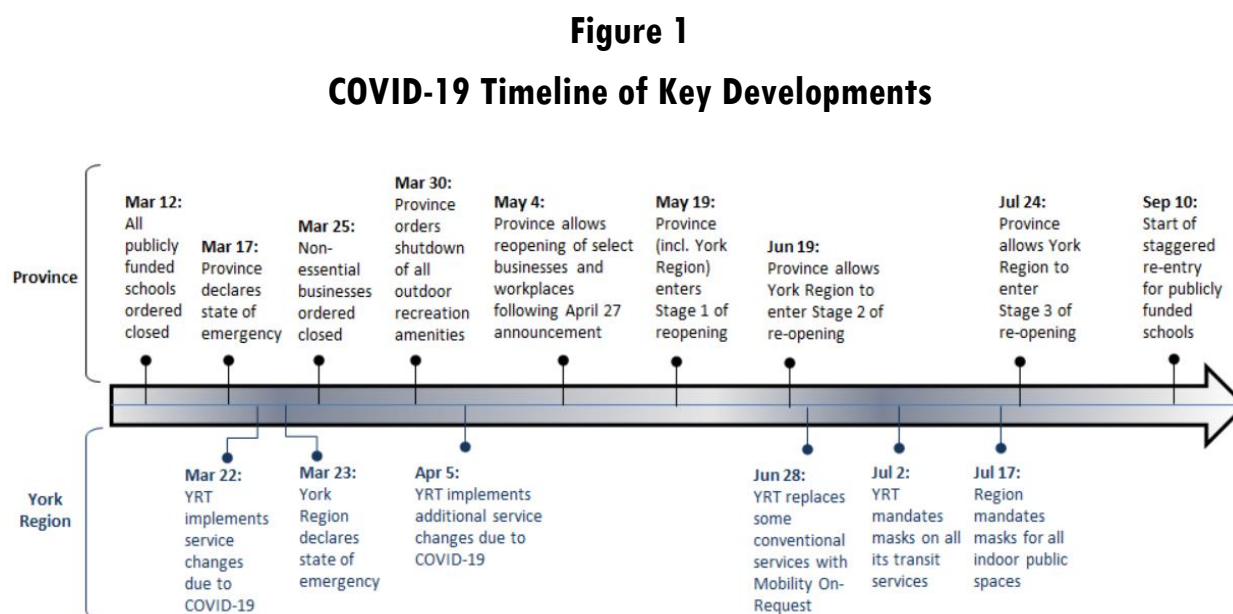 Figure 1
COVID-19 Timeline of Key Developments
Province
Mar 12:
All
publicly
funded
schools
ordered
closed
Mar 17:
Province
declares
state of
emergency
Mar 25:
Non-
essential
businesses
ordered
closed
Mar 30:
Province
orders
shutdown
of all
outdoor
recreation
amenities
May 4:
Province allows
reopening of select
businesses and
workplaces
following April 27
announcement
May 19:
Province
(incl. York
Region)
enters
Stage 1 of
reopening
Jun 19:
Province allows
York Region to
enter Stage 2 of
re-opening
Jul 24:
Province
allows York
Region to
enter
Stage 3 of
re-opening
Sep 10:
Start of
staggered
re-entry
for publicly
funded
schools
York
Region
Mar 22:
YRT
implements
service
changes
due to
COVID-19
Mar 23:
York
Region
declares
state of
emergency
Apr 5:
YRT implements
additional service
changes due to
COVID-19
Jun 28:
YRT replaces
some
conventional
services with
Mobility On-
Request
Jul 2:
YRT
mandates
masks on all
its transit
services
Jul 17:
Region
mandates
masks for all
indoor public
spaces